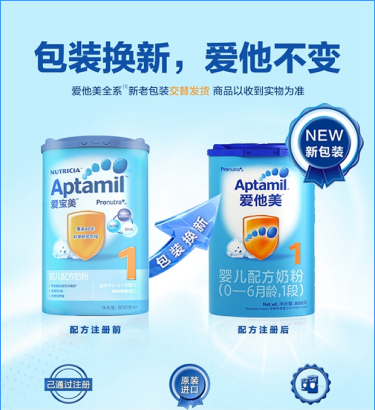 包装换新，爱他不变
爱他美全系①新老包装交替发货 商品以收到实物为准
NEW
新包装
NUTRICIA
Aptamil
爱宝美
Pronutra+
1
婴儿配方奶粉
包装换新
Pronutra+
Aptamil
爱他美
1
婴儿配方奶粉
(0—6月龄,1段)
配方注册前
配方注册后
已通过注册
原装
进口